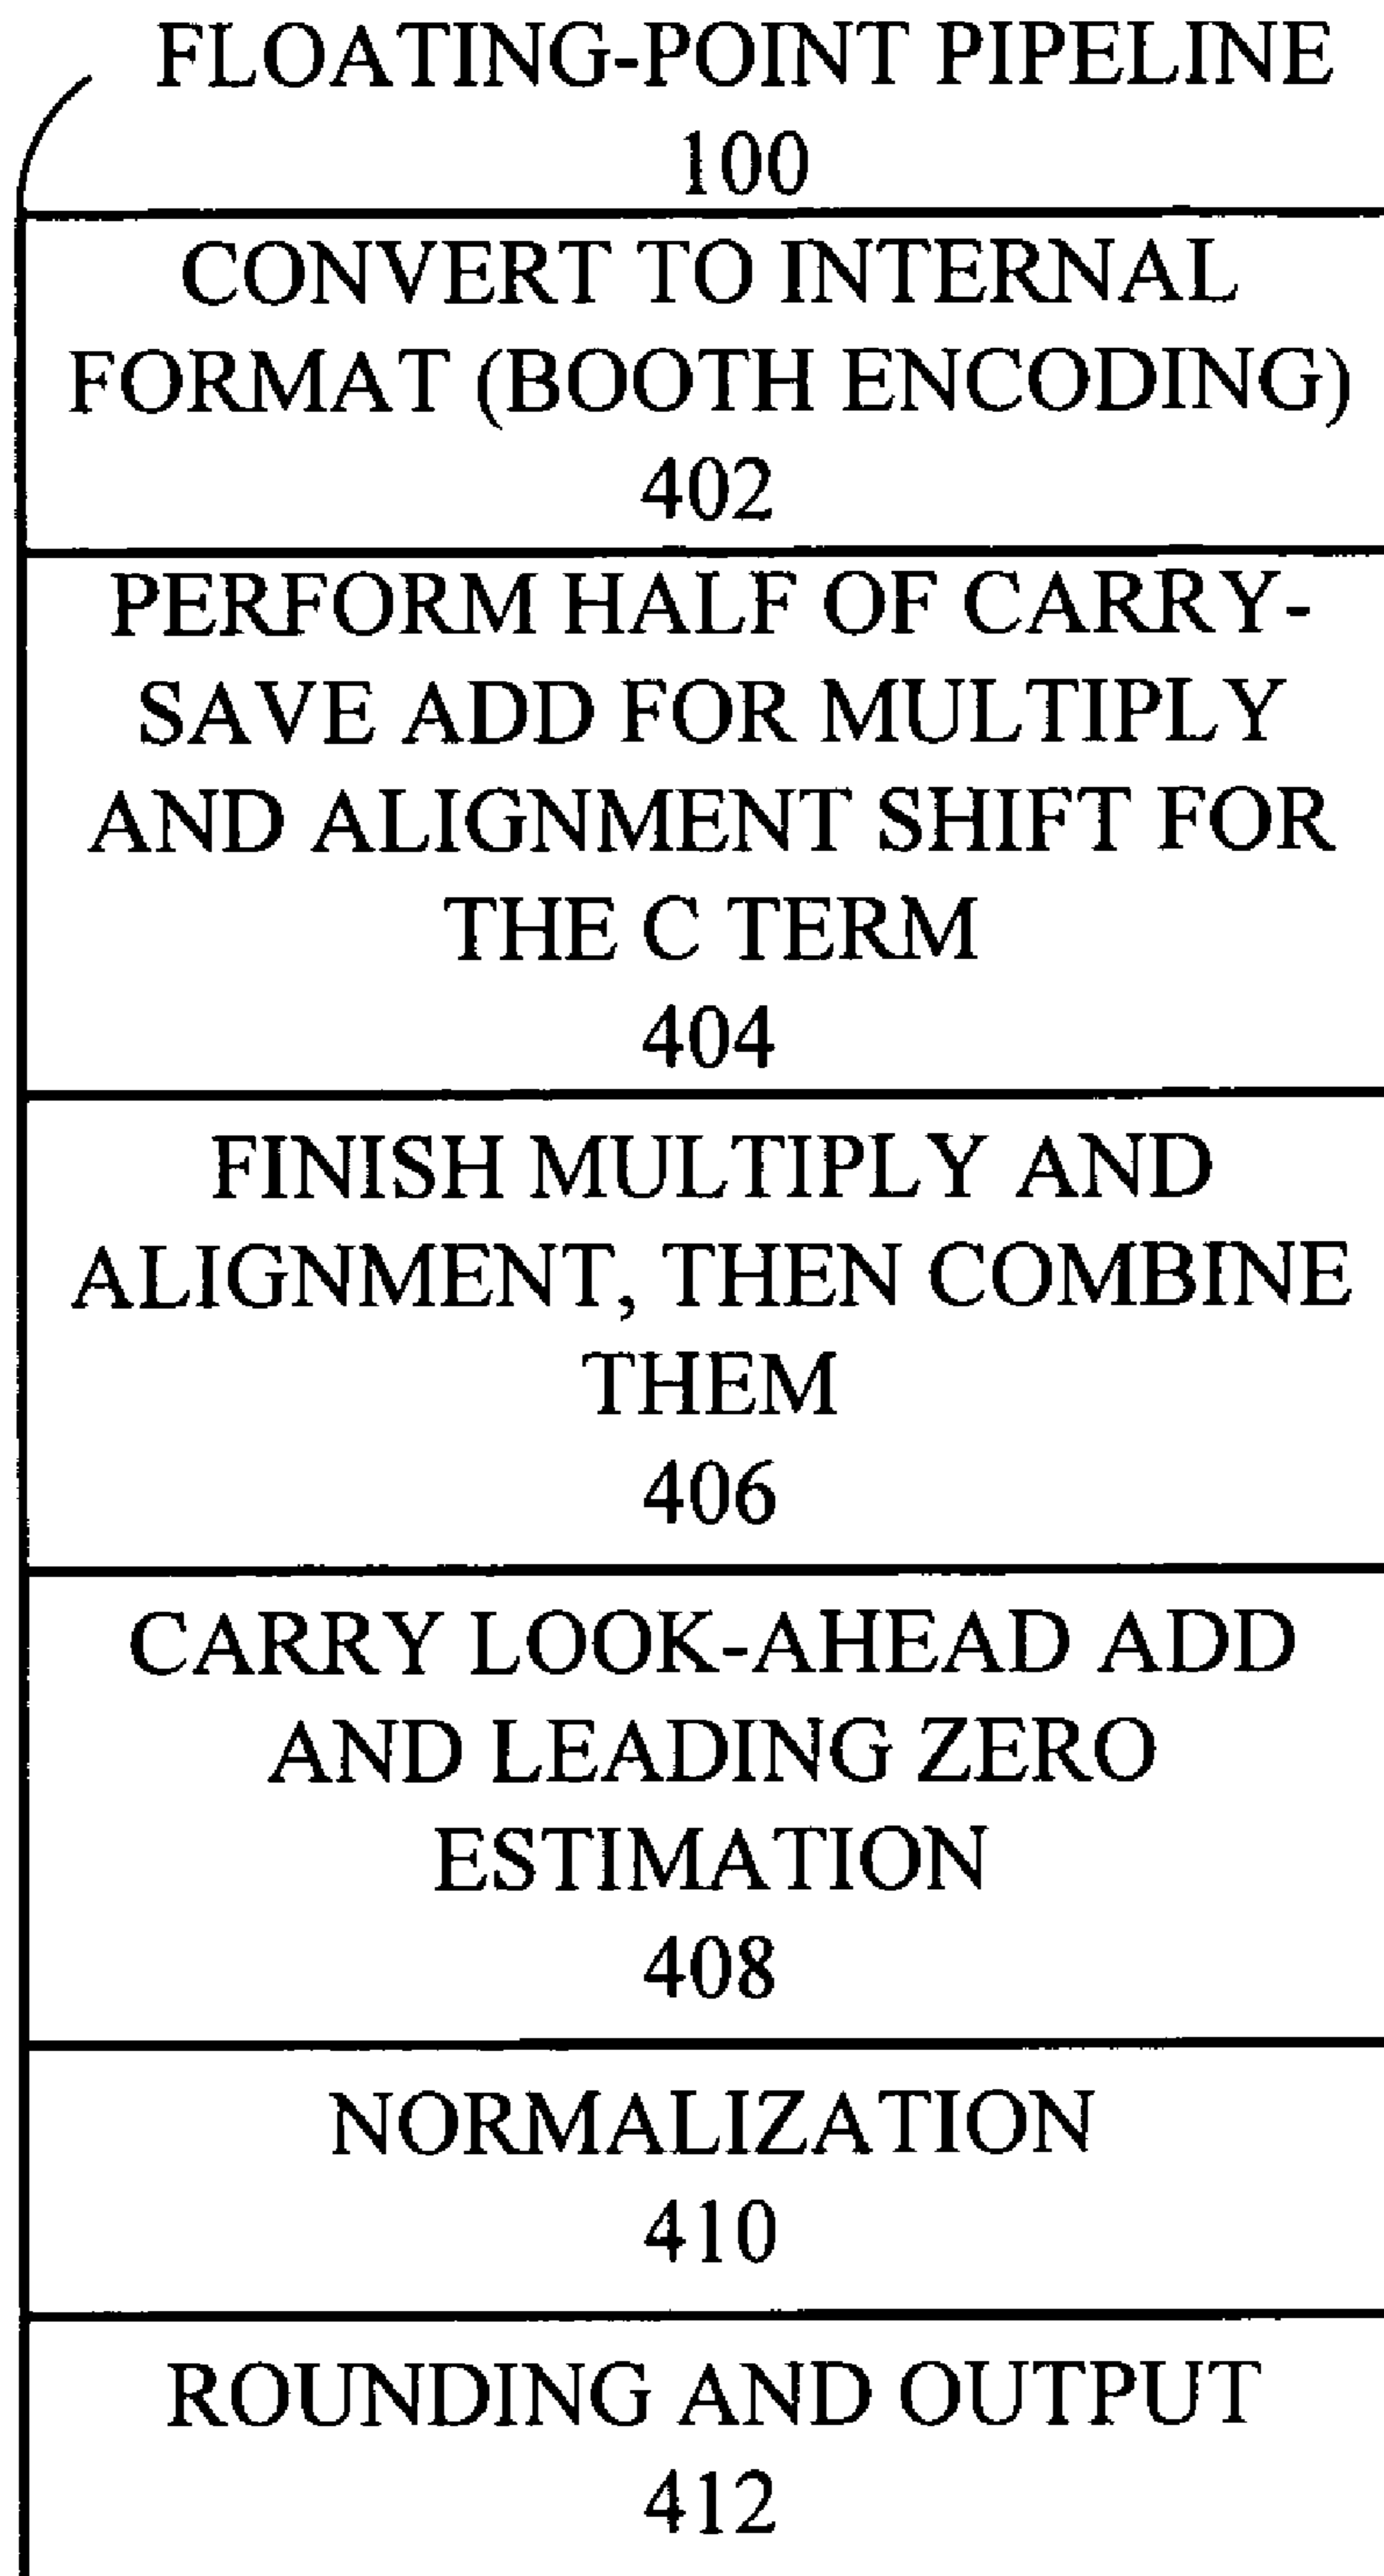 FLOATING-POINT PIPELINE
100
CONVERT TO INTERNAL
FORMAT (BOOTH ENCODING)
402
PERFORM HALF OF CARRY-
SAVE ADD FOR MULTIPLY
AND ALIGNMENT SHIFT FOR
THE C TERM
404
FINISH MULTIPLY AND
ALIGNMENT, THEN COMBINE
THEM
406
CARRY LOOK-AHEAD ADD
AND LEADING ZERO
ESTIMATION
408
NORMALIZATION
410
ROUNDING AND OUTPUT
412